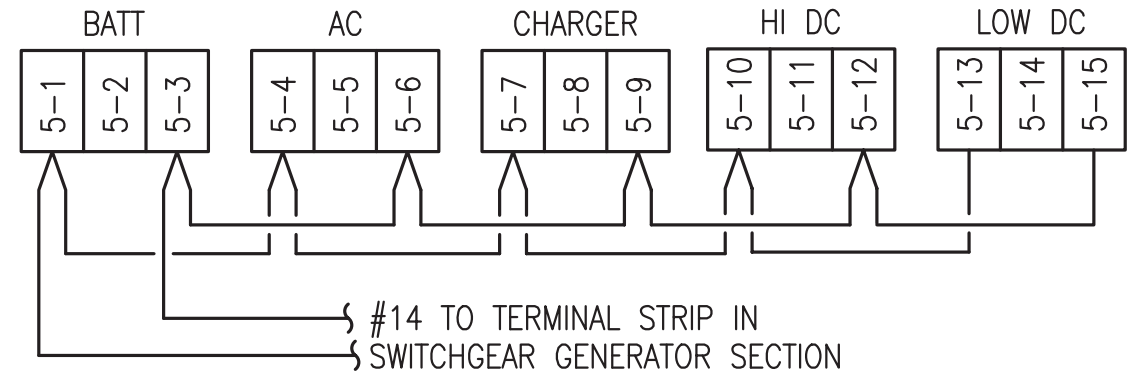 BATT AC CHARGER HI DC LOW DC
5-1 5-2 5-3 5-4 5-5 5-6 5-7 5-8 5-9 5-10 5-11 5-12 5-13 5-14 5-15
#14 TO TERMINAL STRIP IN
SWITCHGEAR GENERATOR SECTION